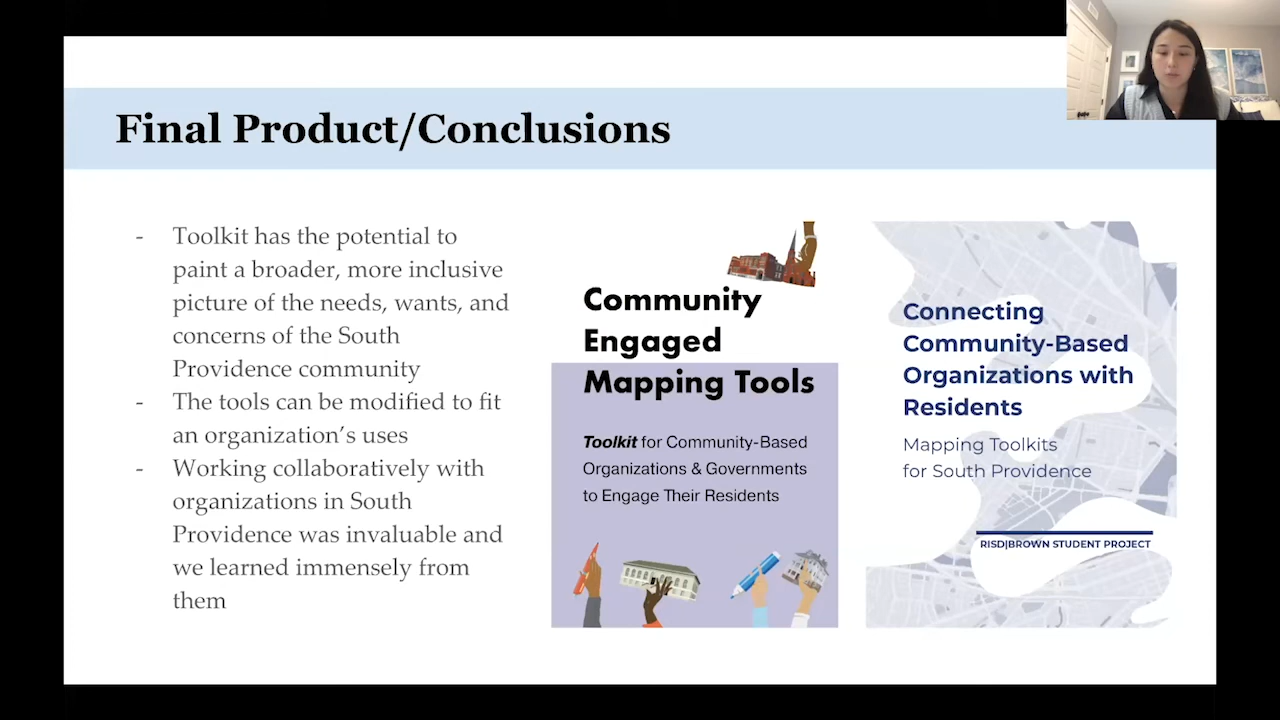 Final Product/Conclusions
- Toolkit has the potential to
paint a broader, more inclusive
picture of the needs, wants, and
concerns of the South
Providence community
- The tools can be modified to fit
an organization’s uses
- Working collaboratively with
organizations in South
Providence was invaluable and
we learned immensely from
them
Community
Engaged
Mapping Tools
Toolkit for Community-Based
Organizations & Governments
to Engage Their Residents
Connecting
Community-Based
Organizations with
Residents
Mapping Toolkits
for South Providence
RISD|BROWN STUDENT PROJECT